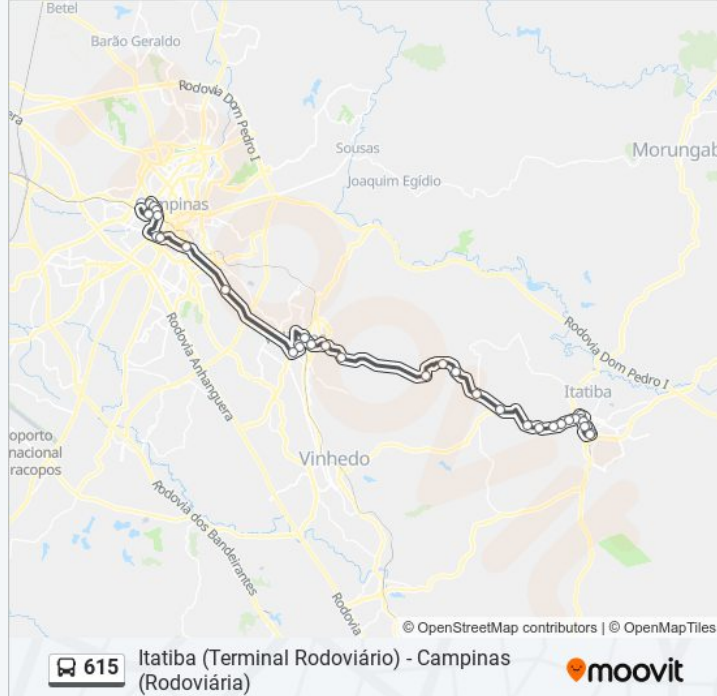 Betel
Barão Geraldo
Rodovia Dom Pedro I
Sousas
Joaquim Egídio
Morungab
mpinas
Rodovia Dom Pedro I
Itatiba
Rodovia Anhanguera
oporto
nacional
racopos
Vinhedo
Rodovia dos Bandeirantes
Rodovia
© OpenStreetMap contributors | © OpenMapTiles
615
Itatiba (Terminal Rodoviário) - Campinas
(Rodoviária)
moovit